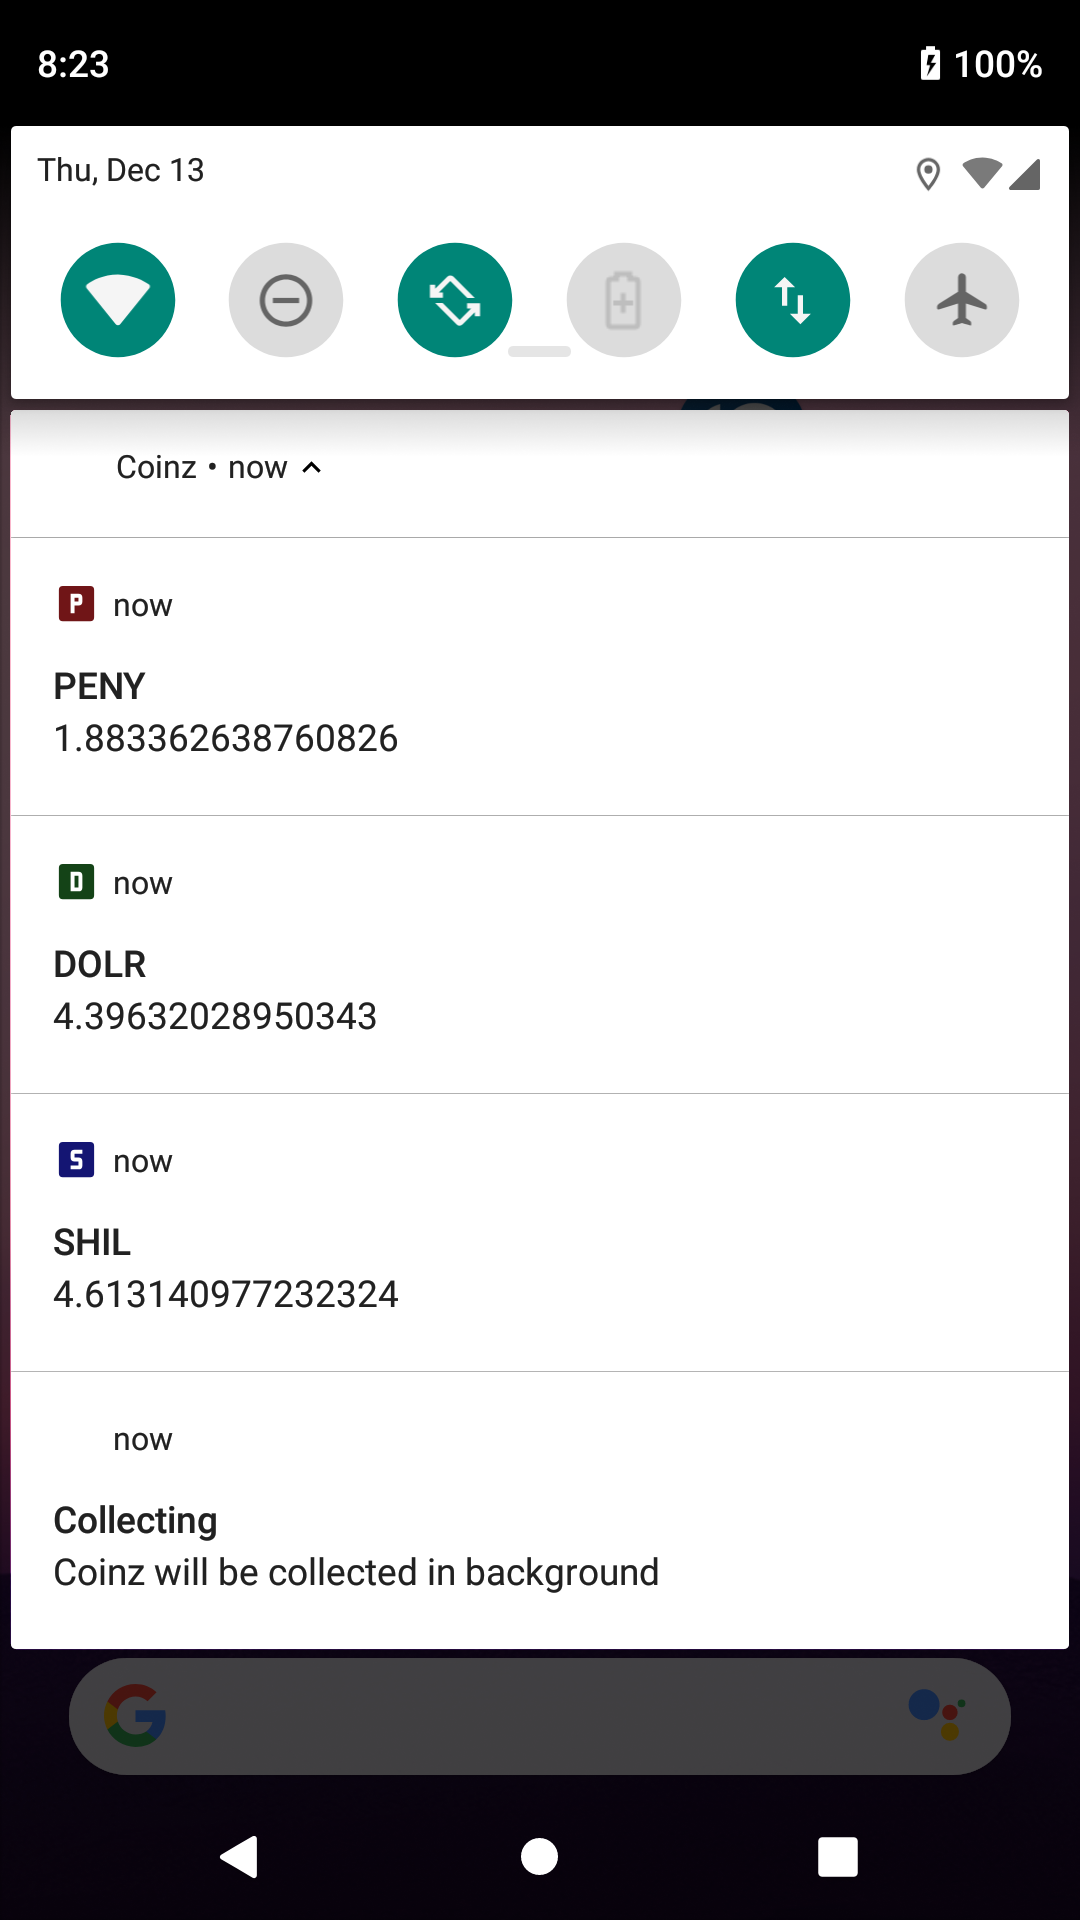 8:23 100%
Thu, Dec 13
Coinz • now
P now
PENY
1.883362638760826
D now
DOLR
4.39632028950343
S now
SHIL
4.613140977232324
now
Collecting
Coinz will be collected in background
G